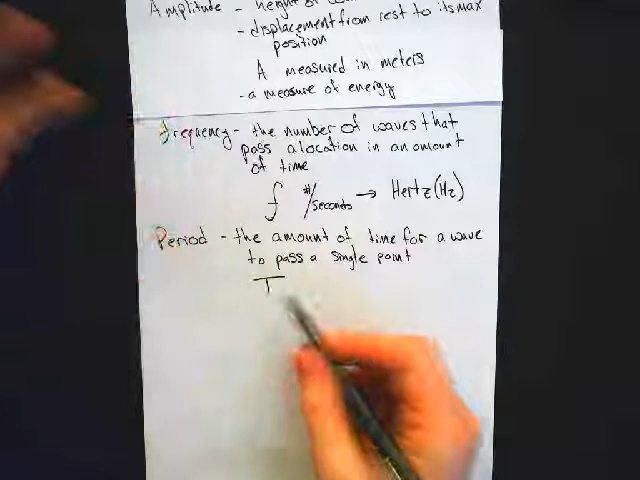 Amplitude - height of
- displacement from rest to its max
position
A measured in meters
- a measure of energy
Frequency - the number of waves that
pass a location in an amount
of time
f #/seconds → Hertz (Hz)
Period - the amount of time for a wave
to pass a single point
T